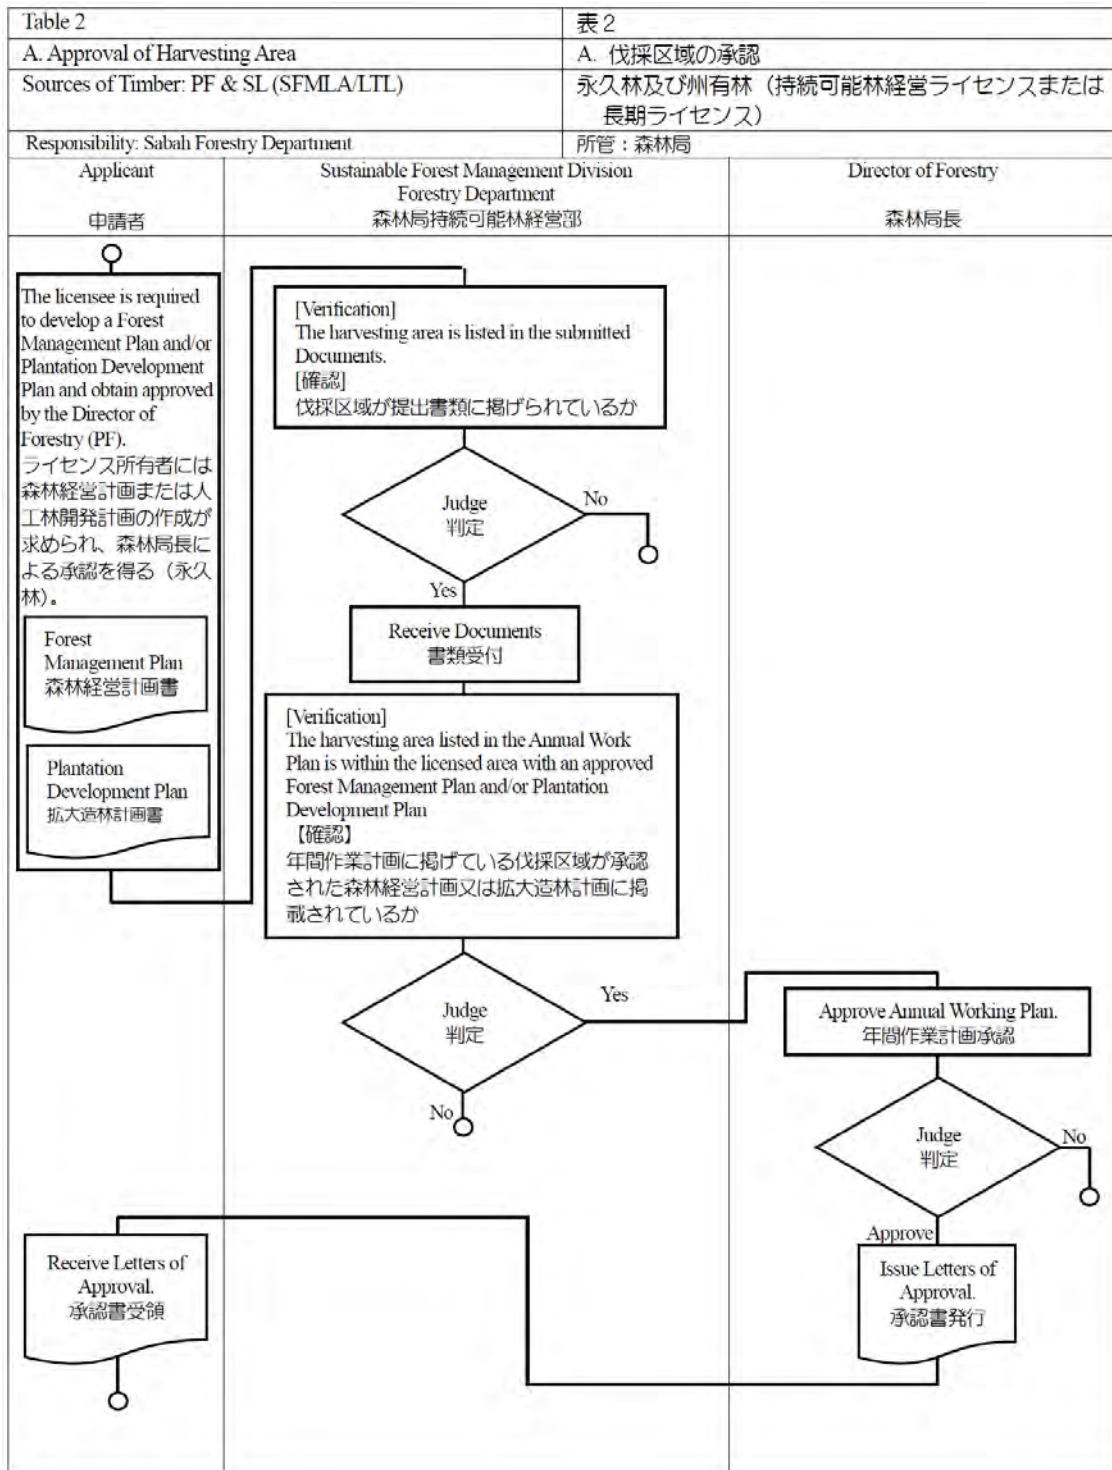 Table 2
表2
A. Approval of Harvesting Area
A. 伐採区域の承認
Sources of Timber: PF & SL (SFMLA/LTL)
永久林及び州有林（持続可能林経営ライセンスまたは
長期ライセンス）
Responsibility: Sabah Forestry Department
所管：森林局
Applicant
申請者
Sustainable Forest Management Division
Forestry Department
森林局持続可能林経営部
Director of Forestry
森林局長
The licensee is required
to develop a Forest
Management Plan and/or
Plantation Development
Plan and obtain approved
by the Director of
Forestry (PF).
ライセンス所有者には
森林経営計画または人
工林開発計画の作成が
求められ、森林局長に
よる承認を得る（永久
林）。
Forest
Management Plan
森林経営計画書
Plantation
Development Plan
拡大造林計画書
[Verification]
The harvesting area is listed in the submitted
Documents.
[確認]
伐採区域が提出書類に掲げられているか
Judge
判定
No
Yes
Receive Documents
書類受付
[Verification]
The harvesting area listed in the Annual Work
Plan is within the licensed area with an approved
Forest Management Plan and/or Plantation
Development Plan
【確認】
年間作業計画に掲げている伐採区域が承認
された森林経営計画又は拡大造林計画に掲
載されているか
Judge
判定
Yes
No
Approve Annual Working Plan.
年間作業計画承認
Judge
判定
No
Approve
Issue Letters of
Approval.
承認書発行
Receive Letters of
Approval.
承認書受領